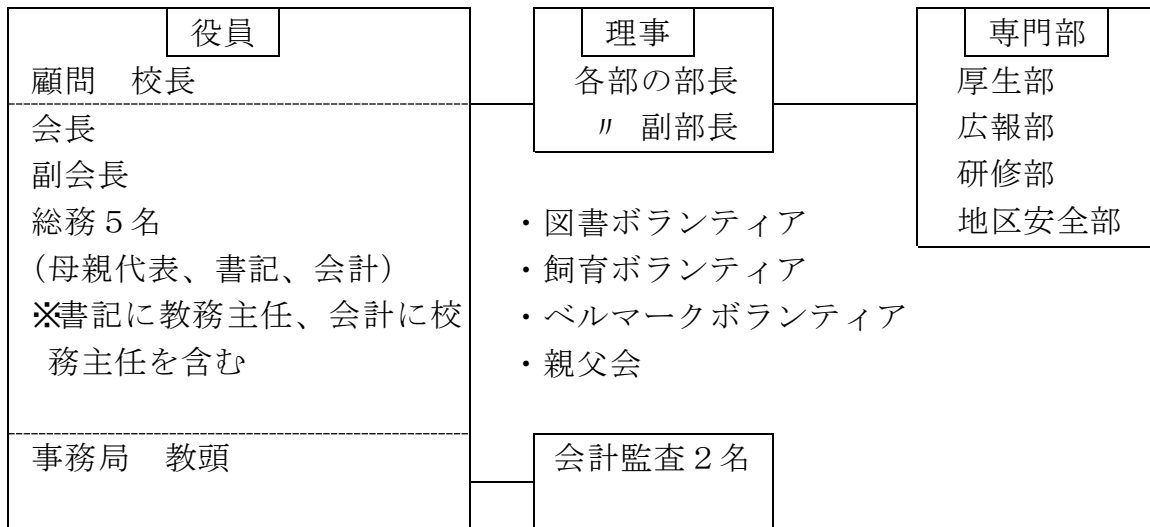 役員
顧問　校長
会長
副会長
総務５名
(母親代表、書記、会計)
※書記に教務主任、会計に校
務主任を含む
事務局　教頭
理事
各部の部長
〃　副部長
・図書ボランティア
・飼育ボランティア
・ベルマークボランティア
・親父会
会計監査２名
専門部
厚生部
広報部
研修部
地区安全部